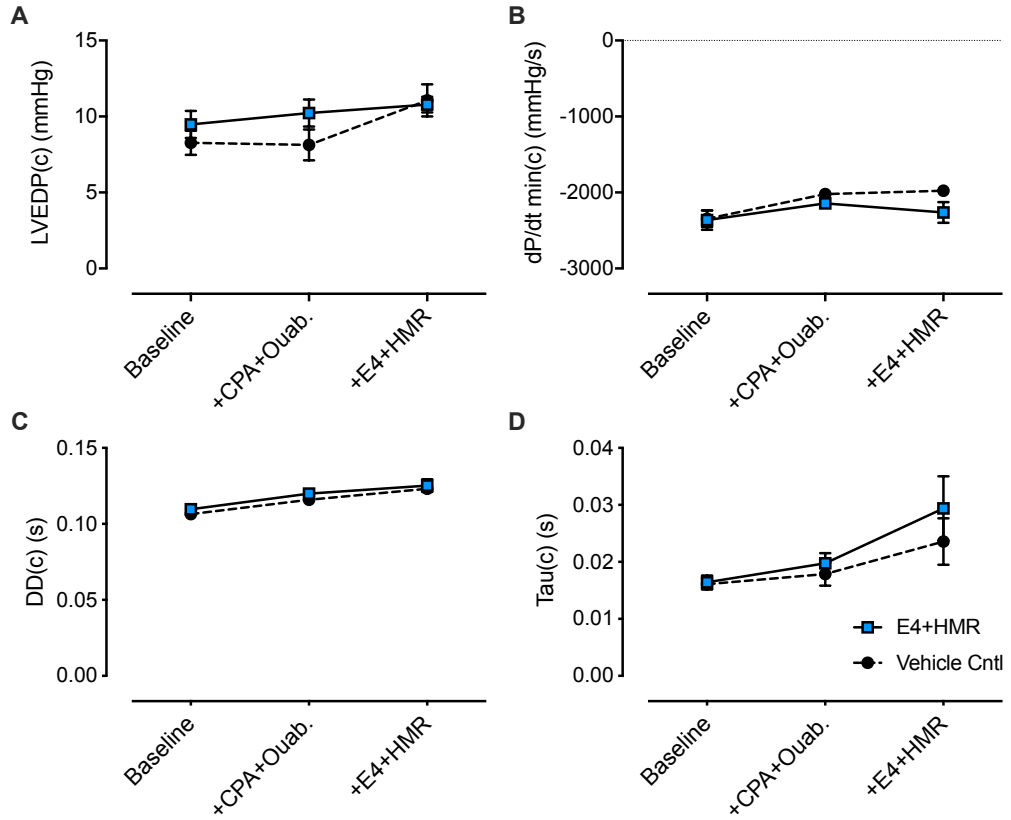 A
LVEDP(c) (mmHg)
15
10
5
0
Baseline
+CPA+Ouab.
+E4+HMR
B
dP/dt min(c) (mmHg/s)
0
-1000
-2000
-3000
Baseline
+CPA+Ouab.
+E4+HMR
C
DD(c) (s)
0.15
0.10
0.05
0.00
Baseline
+CPA+Ouab.
+E4+HMR
D
Tau(c) (s)
0.04
0.03
0.02
0.01
0.00
E4+HMR
Vehicle Cntl
Baseline
+CPA+Ouab.
+E4+HMR